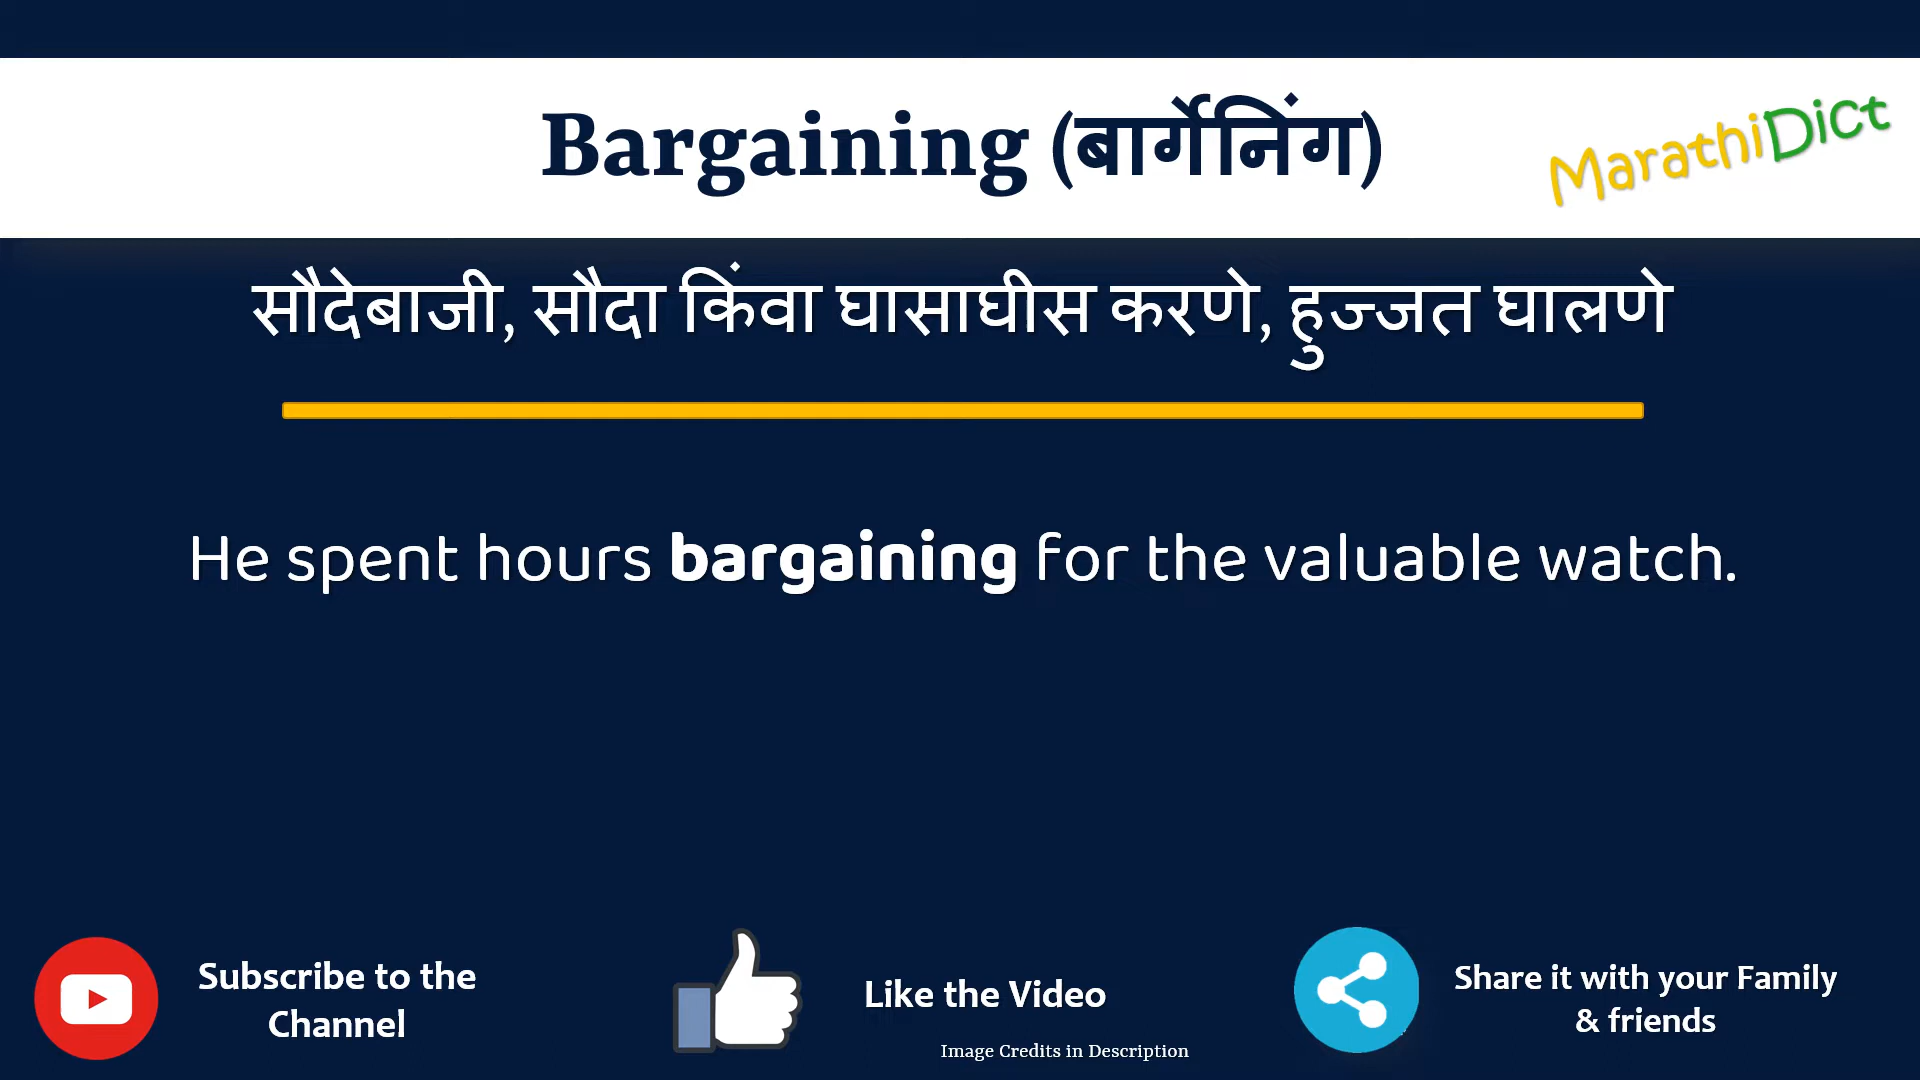 Bargaining (बार्गेनिंग)
MarathiDict
सौदेबाजी, सौदा किंवा घासाघीस करणे, हुज्जत घालणे
He spent hours bargaining for the valuable watch.
Subscribe to the
Channel
Like the Video
Share it with your Family
& friends
Image Credits in Description